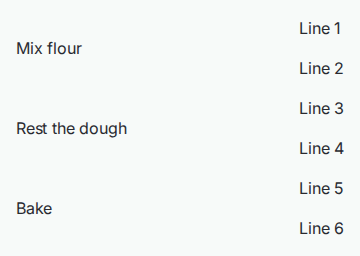 Mix flour
Rest the dough
Bake
Line 1
Line 2
Line 3
Line 4
Line 5
Line 6